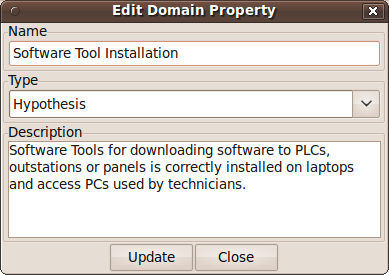 Edit Domain Property
Name
Software Tool Installation
Type
Hypothesis
Description
Software Tools for downloading software to PLCs,
outstations or panels is correctly installed on laptops
and access PCs used by technicians.
Update Close